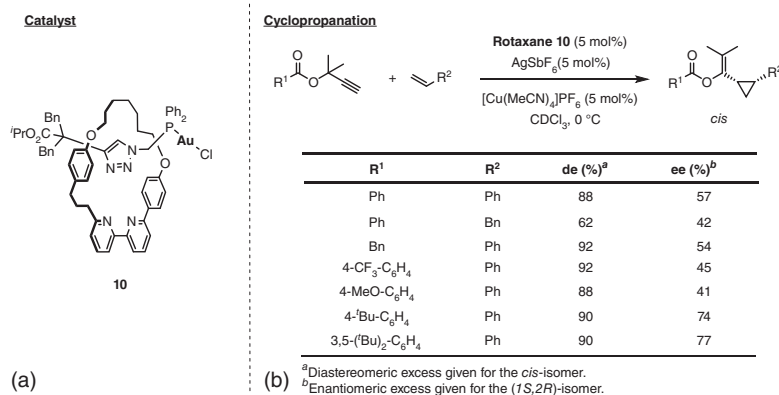 Catalyst
Ph₂
P
Au
Cl
Bn
ⁱPrO₂C
Bn
O
N
N=N
O
N
N
10
(a)
Cyclopropanation
O
R¹
O
+
R²
Rotaxane 10 (5 mol%)
AgSbF₆(5 mol%)
[Cu(MeCN)₄]PF₆ (5 mol%)
CDCl₃, 0 °C
O
R¹
O
R²
cis
R¹ R² de (%)ᵃ ee (%)ᵇ
Ph Ph 88 57
Ph Bn 62 42
Bn Ph 92 54
4-CF₃-C₆H₄ Ph 92 45
4-MeO-C₆H₄ Ph 88 41
4-ᵗBu-C₆H₄ Ph 90 74
3,5-(ᵗBu)₂-C₆H₄ Ph 90 77
ᵃDiastereomeric excess given for the cis-isomer.
ᵇEnantiomeric excess given for the (1S,2R)-isomer.
(b)